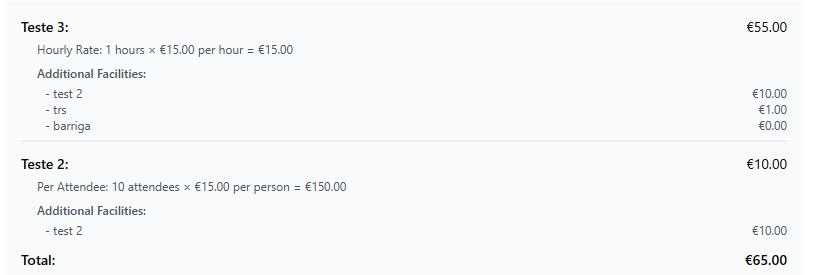 Teste 3: €55.00
Hourly Rate: 1 hours × €15.00 per hour = €15.00
Additional Facilities:
- test 2 €10.00
- trs €1.00
- barriga €0.00
Teste 2: €10.00
Per Attendee: 10 attendees × €15.00 per person = €150.00
Additional Facilities:
- test 2 €10.00
Total: €65.00